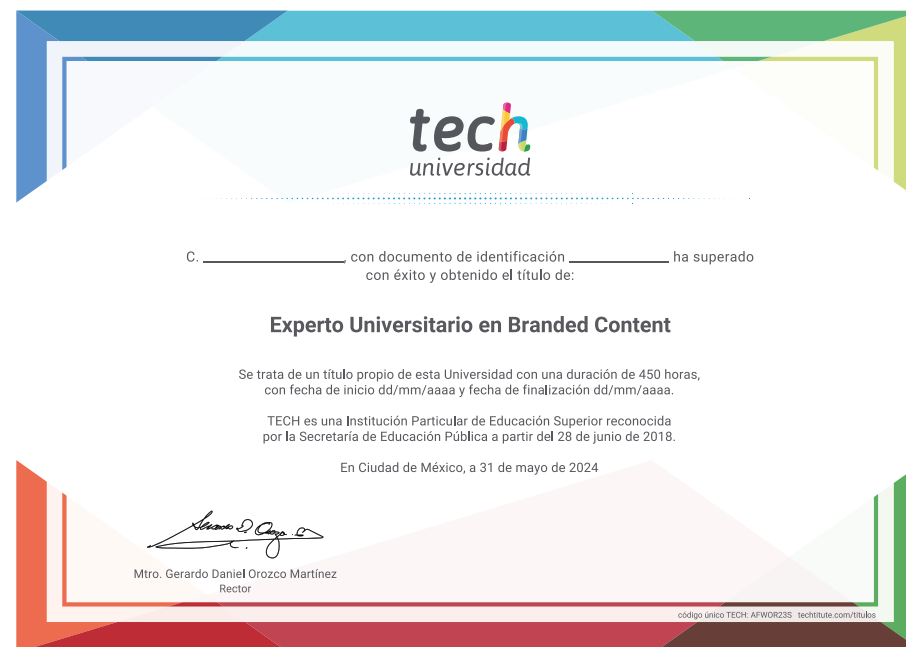 tech
universidad
C. ____________________, con documento de identificación ______________ ha superado
con éxito y obtenido el título de:
Experto Universitario en Branded Content
Se trata de un título propio de esta Universidad con una duración de 450 horas,
con fecha de inicio dd/mm/aaaa y fecha de finalización dd/mm/aaaa.
TECH es una Institución Particular de Educación Superior reconocida
por la Secretaría de Educación Pública a partir del 28 de junio de 2018.
En Ciudad de México, a 31 de mayo de 2024
Mtro. Gerardo Daniel Orozco Martínez
Rector
código único TECH: AFWOR23S techtitute.com/titulos